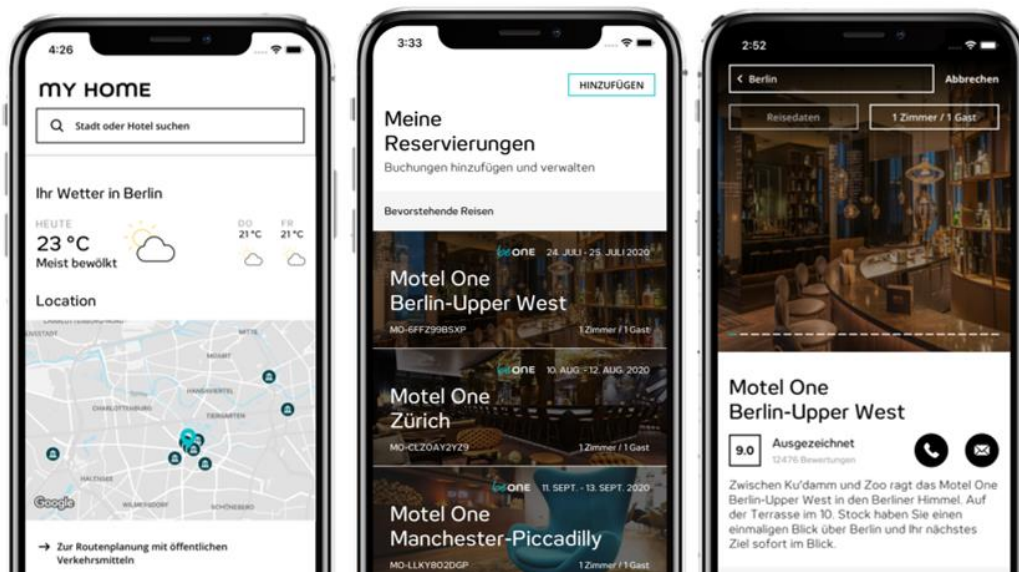 4:26
MY HOME
Stadt oder Hotel suchen
Ihr Wetter in Berlin
HEUTE
23 °C
Meist bewölkt
DO
21 °C
FR
21 °C
Location
MITTE
MOABIT
HANSAVIERTEL
CHARLOTTENBURG
TIERGARTEN
HALENSEE
WILMERSDORF
SCHÖNEBERG
Google
→ Zur Routenplanung mit öffentlichen
Verkehrsmitteln
3:33
HINZUFÜGEN
Meine
Reservierungen
Buchungen hinzufügen und verwalten
Bevorstehende Reisen
beONE 24. JULI - 25. JULI 2020
Motel One
Berlin-Upper West
MO-6FFZ99BSXP 1 Zimmer / 1 Gast
beONE 10. AUG. - 12. AUG. 2020
Motel One
Zürich
MO-CLZOAY2YZ9 1 Zimmer / 1 Gast
beONE 11. SEPT. - 13. SEPT. 2020
Motel One
Manchester-Piccadilly
MO-LLKY802DGP 1 Zimmer / 1 Gast
2:52
< Berlin
Abbrechen
Reisedaten
1 Zimmer / 1 Gast
Motel One
Berlin-Upper West
9.0
Ausgezeichnet
12476 Bewertungen
Zwischen Ku'damm und Zoo ragt das Motel One
Berlin-Upper West in den Berliner Himmel. Auf
der Terrasse im 10. Stock haben Sie einen
einmaligen Blick über Berlin und Ihr nächstes
Ziel sofort im Blick.